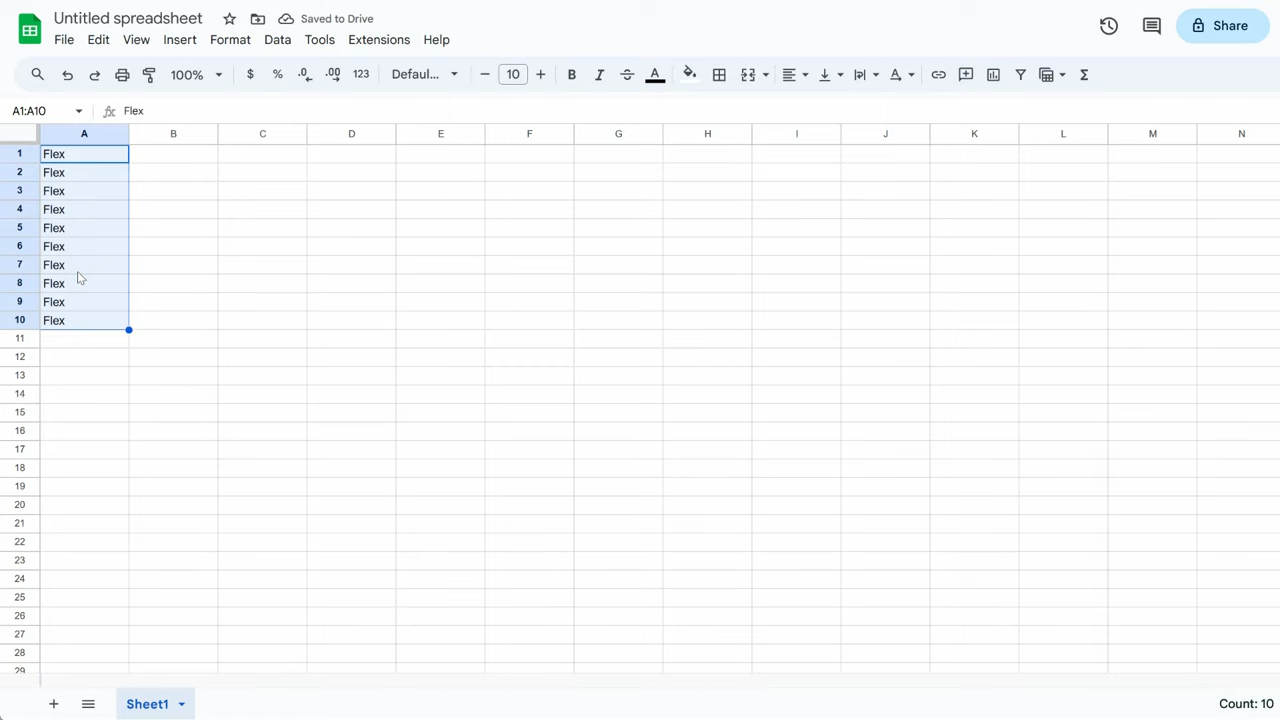 Untitled spreadsheet Saved to Drive
File Edit View Insert Format Data Tools Extensions Help
Share
100% $ % .0 .00 123 Defaul... 10 B I A
A1:A10 fx Flex
A B C D E F G H I J K L M N
1 Flex
2 Flex
3 Flex
4 Flex
5 Flex
6 Flex
7 Flex
8 Flex
9 Flex
10 Flex
11
12
13
14
15
16
17
18
19
20
21
22
23
24
25
26
27
28
29
Sheet1 Count: 10